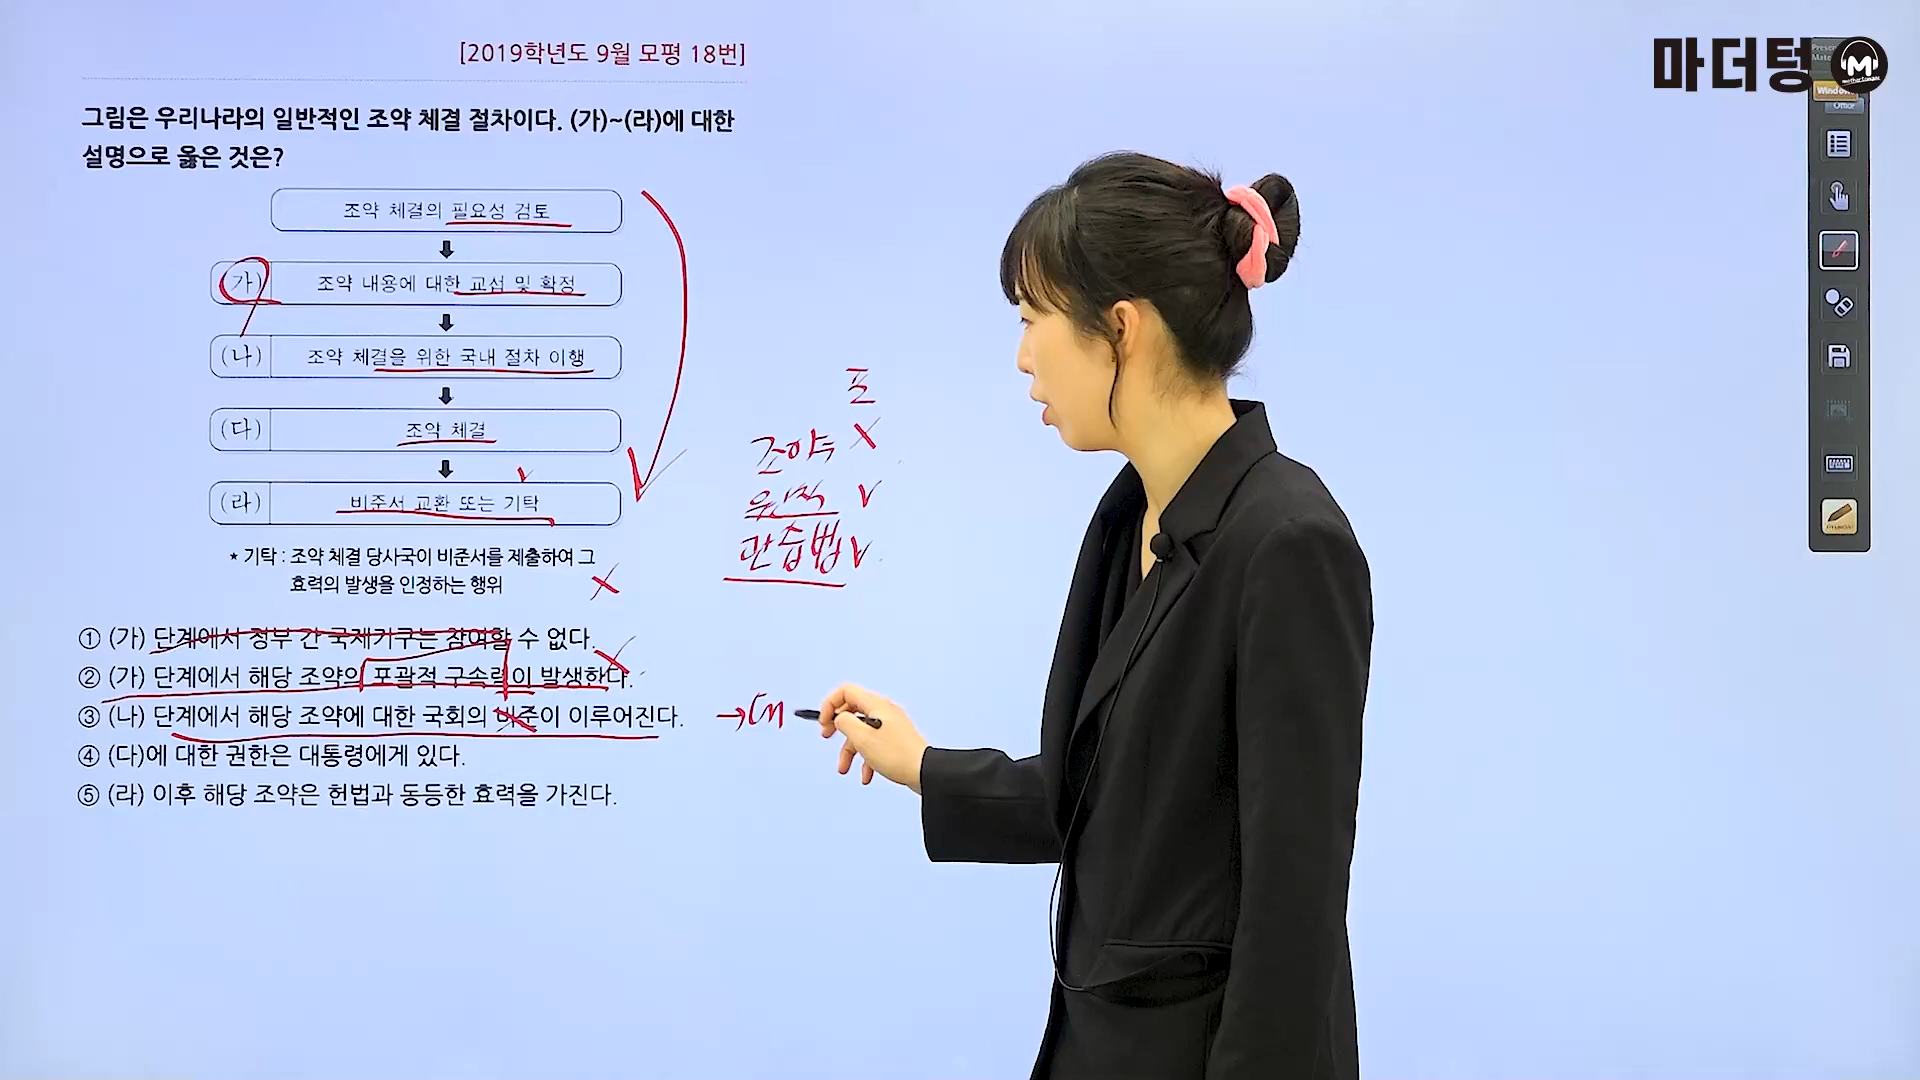 [2019학년도 9월 모평 18번]
마더텅
그림은 우리나라의 일반적인 조약 체결 절차이다. (가)~(라)에 대한
설명으로 옳은 것은?
조약 체결의 필요성 검토
(가) 조약 내용에 대한 교섭 및 확정
(나) 조약 체결을 위한 국내 절차 이행
(다) 조약 체결
(라) 비준서 교환 또는 기탁
* 기탁 : 조약 체결 당사국이 비준서를 제출하여 그
효력의 발생을 인정하는 행위
① (가) 단계에서 정부 간 국제기구는 참여할 수 없다.
② (가) 단계에서 해당 조약의 포괄적 구속력이 발생한다.
③ (나) 단계에서 해당 조약에 대한 국회의 비준이 이루어진다.
④ (다)에 대한 권한은 대통령에게 있다.
⑤ (라) 이후 해당 조약은 헌법과 동등한 효력을 가진다.
포
조약 X
원칙 V
관습법 V
→ 대
Windows
Office